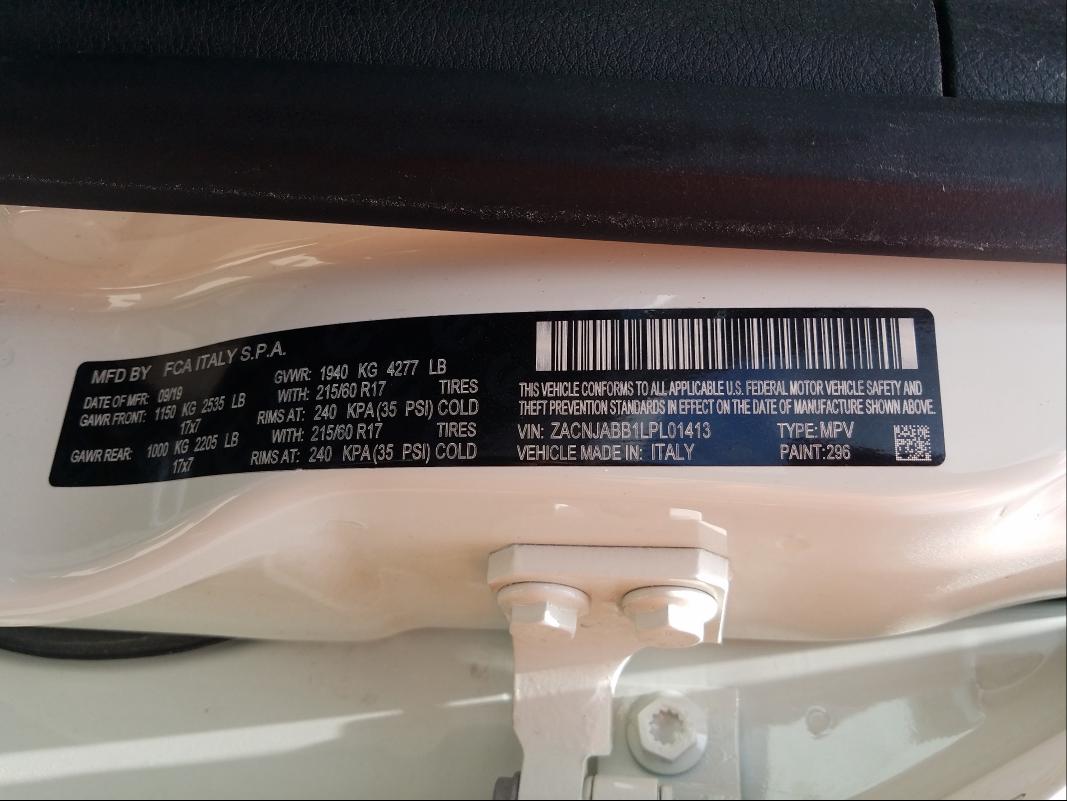 MFD BY FCA ITALY S.P.A.
DATE OF MFR: 09/19 GVWR: 1940 KG 4277 LB
GAWR FRONT: 1150 KG 2535 LB WITH: 215/60 R17 TIRES
17x7 RIMS AT: 240 KPA(35 PSI) COLD
GAWR REAR: 1000 KG 2205 LB WITH: 215/60 R17 TIRES
17x7 RIMS AT: 240 KPA(35 PSI) COLD
THIS VEHICLE CONFORMS TO ALL APPLICABLE U.S. FEDERAL MOTOR VEHICLE SAFETY AND
THEFT PREVENTION STANDARDS IN EFFECT ON THE DATE OF MANUFACTURE SHOWN ABOVE.
VIN: ZACNJABB1LPL01413 TYPE: MPV
VEHICLE MADE IN: ITALY PAINT:296